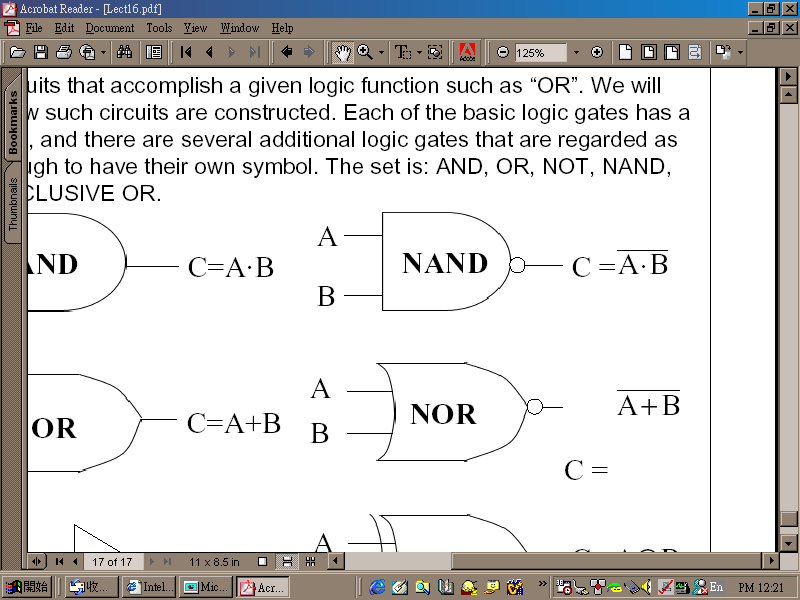 Acrobat Reader - [Lect16.pdf]
File Edit Document Tools View Window Help
125%
Bookmarks
Thumbnails
uits that accomplish a given logic function such as “OR”. We will
w such circuits are constructed. Each of the basic logic gates has a
, and there are several additional logic gates that are regarded as
ugh to have their own symbol. The set is: AND, OR, NOT, NAND,
CLUSIVE OR.
AND C=A·B
A
B
NAND C = A·B
OR C=A+B
A
B
NOR A+B
C =
A
17 of 17 11 x 8.5 in
開始 收... Intel... Mic... Acr... » En PM 12:21